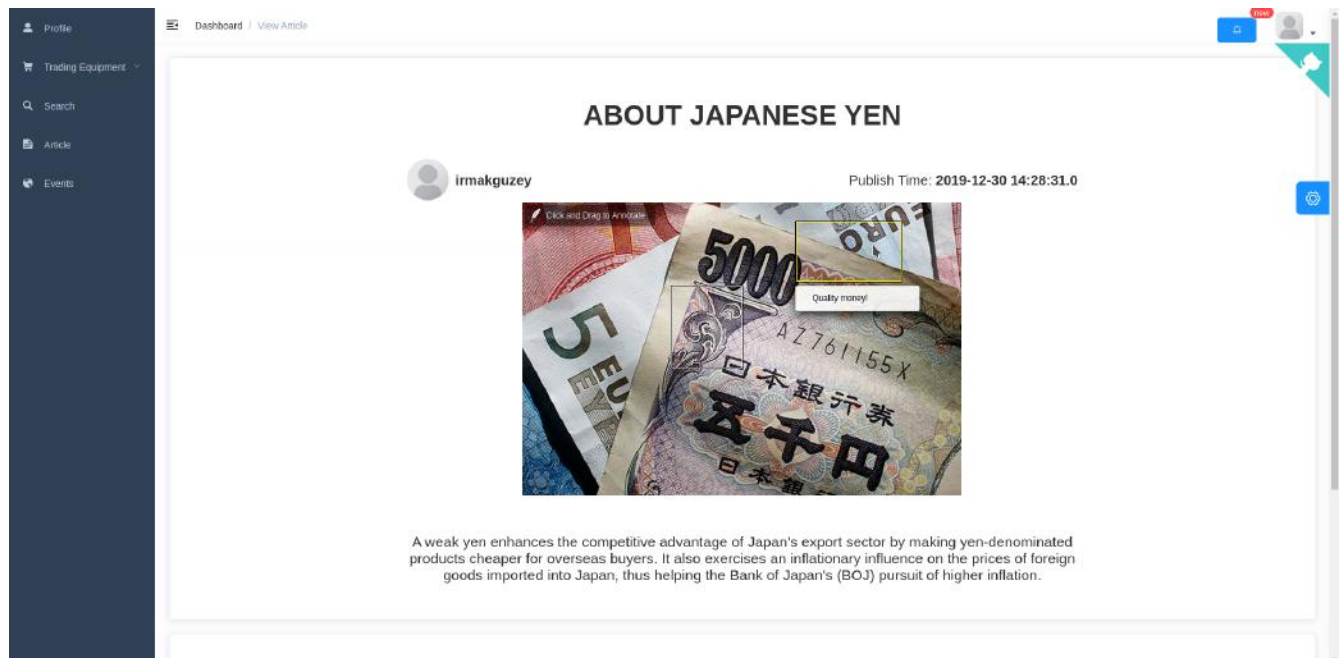 Profile
Dashboard / View Article
new
Trading Equipment
Search
Article
Events
ABOUT JAPANESE YEN
irmakguzey
Publish Time: 2019-12-30 14:28:31.0
Click and Drag to Annotate
EURO
5000
Quality money!
5 EURO
AZ761155X
日本銀行券
五千円
日本銀行
A weak yen enhances the competitive advantage of Japan's export sector by making yen-denominated
products cheaper for overseas buyers. It also exercises an inflationary influence on the prices of foreign
goods imported into Japan, thus helping the Bank of Japan's (BOJ) pursuit of higher inflation.